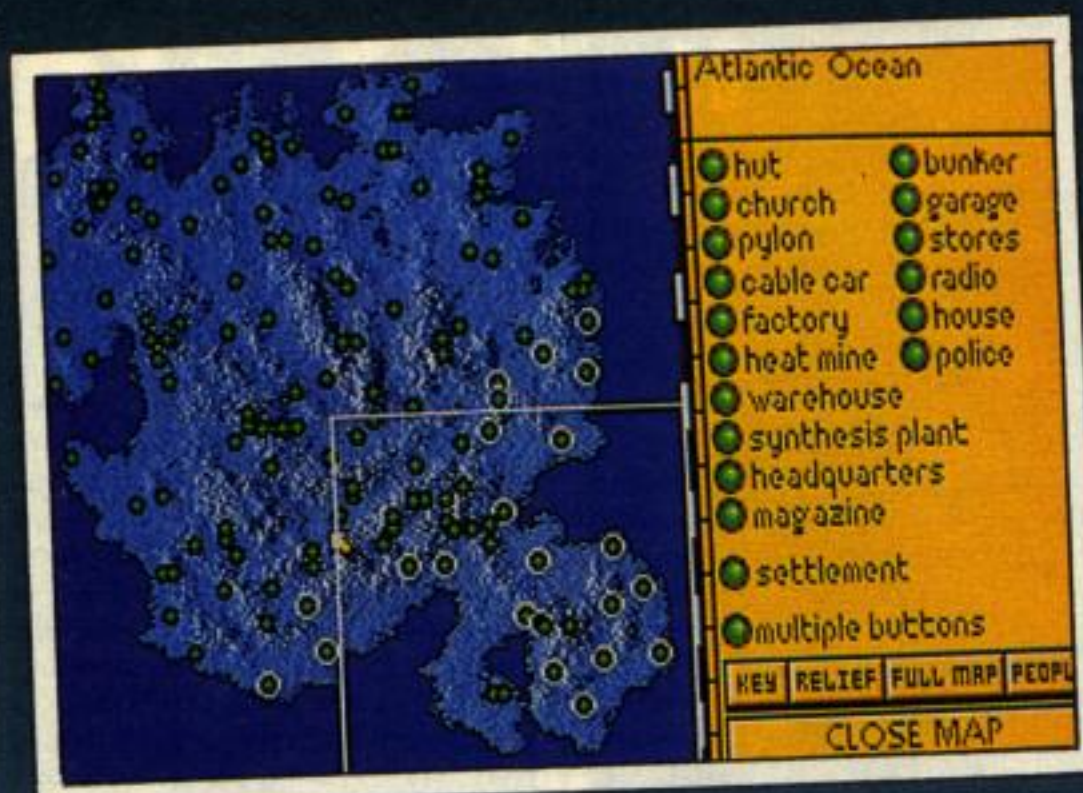 Atlantic Ocean
hut bunker
church garage
pylon stores
cable car radio
factory house
heat mine police
warehouse
synthesis plant
headquarters
magazine
settlement
multiple buttons
KEY RELIEF FULL MAP PEOPL
CLOSE MAP